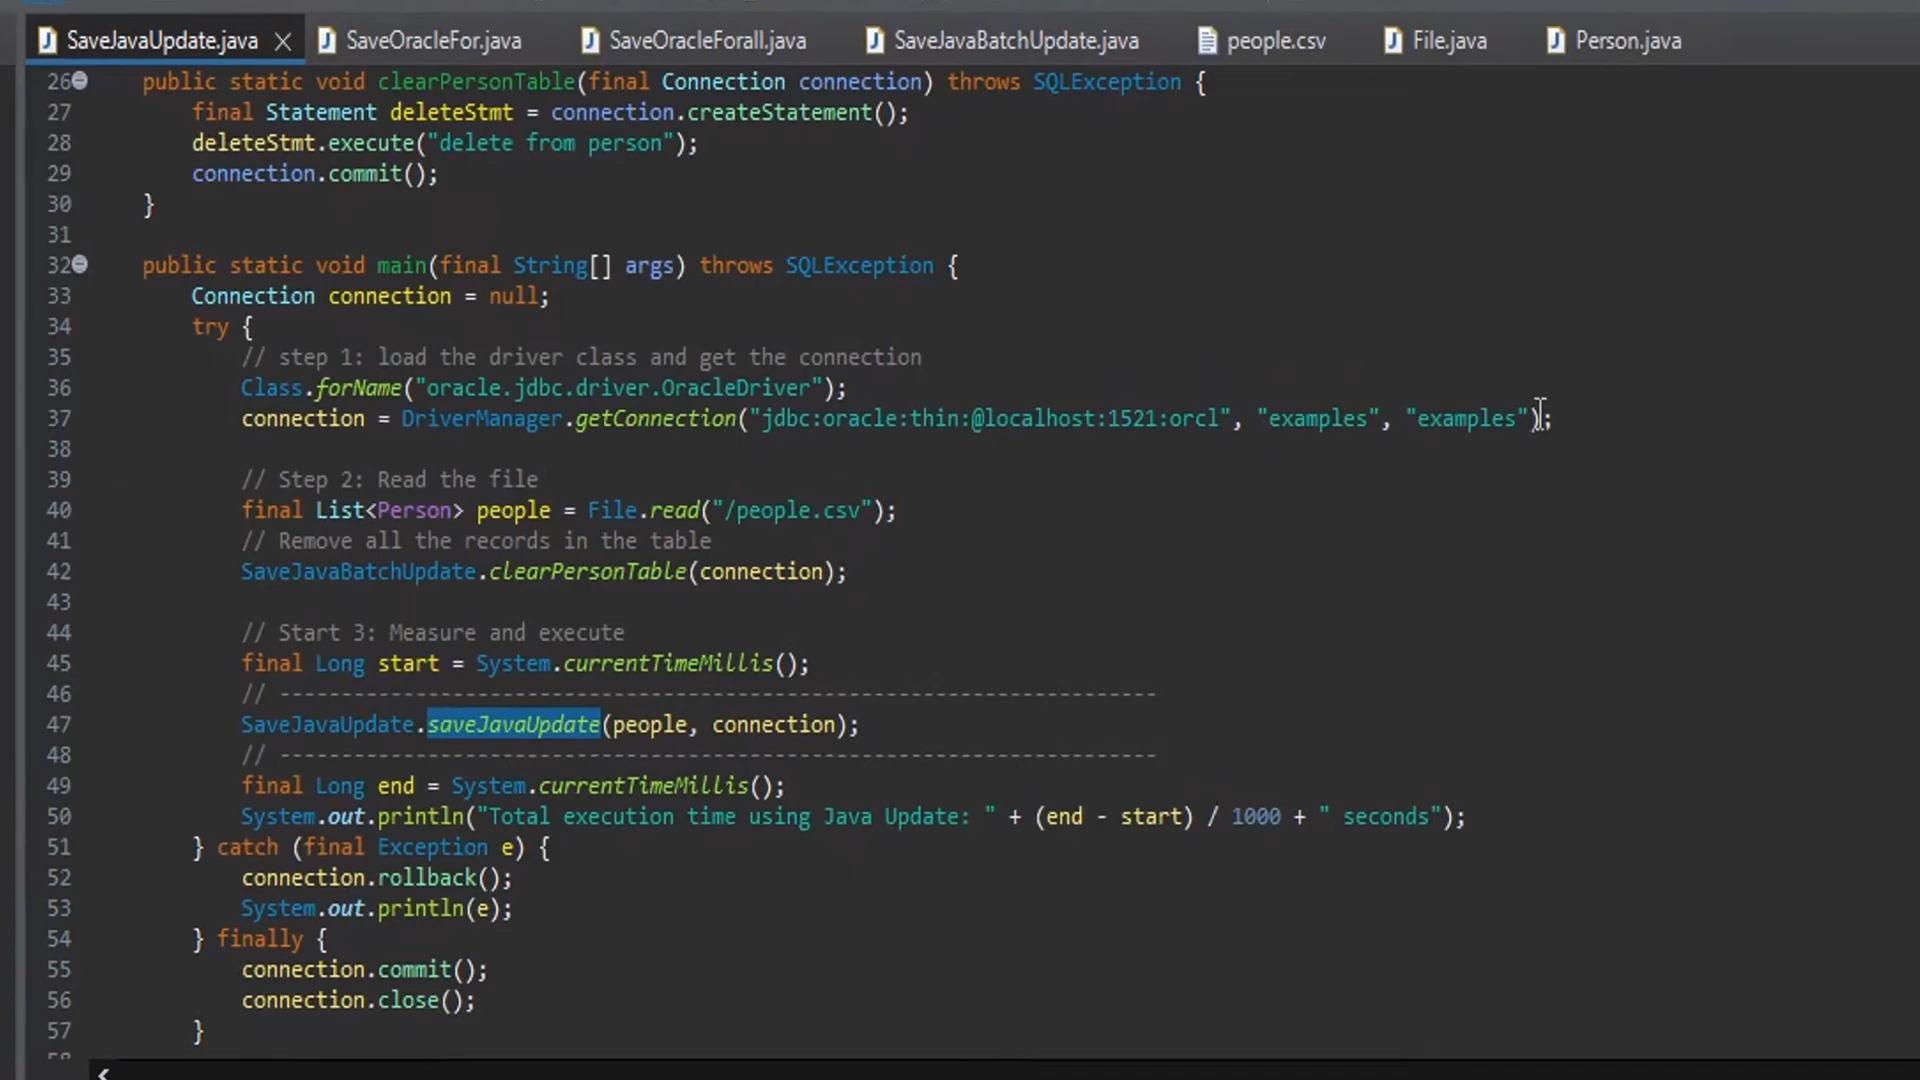 SaveJavaUpdate.java SaveOracleFor.java SaveOracleForall.java SaveJavaBatchUpdate.java people.csv File.java Person.java
26 public static void clearPersonTable(final Connection connection) throws SQLException {
27 final Statement deleteStmt = connection.createStatement();
28 deleteStmt.execute("delete from person");
29 connection.commit();
30 }
31
32 public static void main(final String[] args) throws SQLException {
33 Connection connection = null;
34 try {
35 // step 1: load the driver class and get the connection
36 Class.forName("oracle.jdbc.driver.OracleDriver");
37 connection = DriverManager.getConnection("jdbc:oracle:thin:@localhost:1521:orcl", "examples", "examples");
38
39 // Step 2: Read the file
40 final List<Person> people = File.read("/people.csv");
41 // Remove all the records in the table
42 SaveJavaBatchUpdate.clearPersonTable(connection);
43
44 // Start 3: Measure and execute
45 final Long start = System.currentTimeMillis();
46 // -----------------------------------------------------------------------
47 SaveJavaUpdate.saveJavaUpdate(people, connection);
48 // -----------------------------------------------------------------------
49 final Long end = System.currentTimeMillis();
50 System.out.println("Total execution time using Java Update: " + (end - start) / 1000 + " seconds");
51 } catch (final Exception e) {
52 connection.rollback();
53 System.out.println(e);
54 } finally {
55 connection.commit();
56 connection.close();
57 }
58